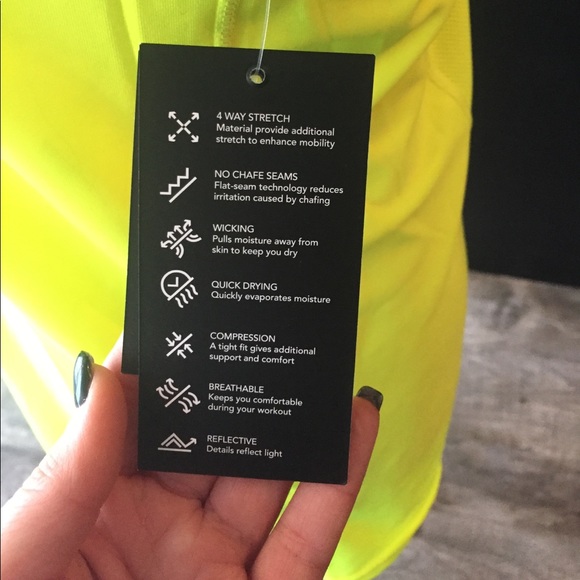 4 WAY STRETCH
Material provide additional
stretch to enhance mobility
NO CHAFE SEAMS
Flat-seam technology reduces
irritation caused by chafing
WICKING
Pulls moisture away from
skin to keep you dry
QUICK DRYING
Quickly evaporates moisture
COMPRESSION
A tight fit gives additional
support and comfort
BREATHABLE
Keeps you comfortable
during your workout
REFLECTIVE
Details reflect light